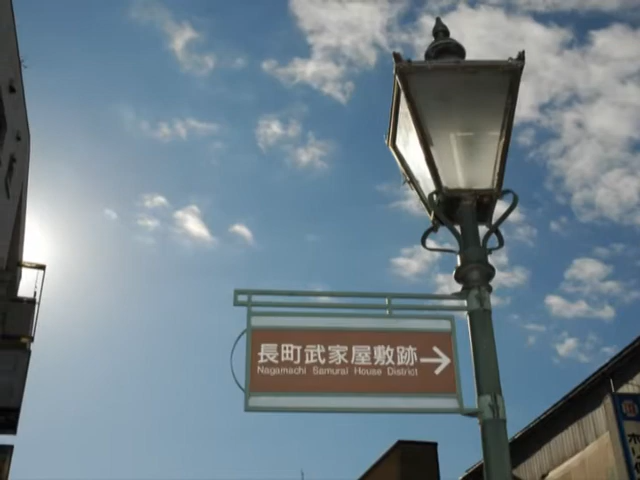 長町武家屋敷跡→
Nagamachi Samurai House District